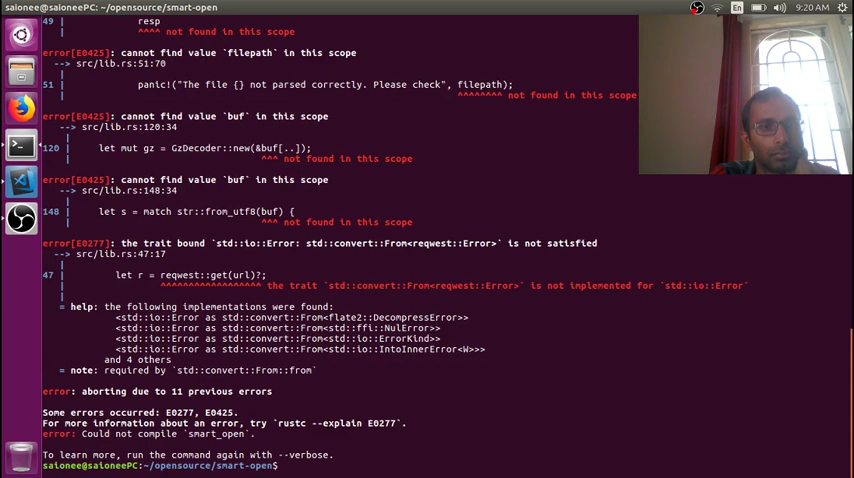 saionee@saioneePC: ~/opensource/smart-open
En
9:20 AM
49 | resp
| ^^^^ not found in this scope
error[E0425]: cannot find value `filepath` in this scope
--> src/lib.rs:51:70
|
51 | panic!("The file {} not parsed correctly. Please check", filepath);
| ^^^^^^^^ not found in this scope
error[E0425]: cannot find value `buf` in this scope
--> src/lib.rs:120:34
|
120 | let mut gz = GzDecoder::new(&buf[..]);
| ^^^ not found in this scope
error[E0425]: cannot find value `buf` in this scope
--> src/lib.rs:148:34
|
148 | let s = match str::from_utf8(buf) {
| ^^^ not found in this scope
error[E0277]: the trait bound `std::io::Error: std::convert::From<reqwest::Error>` is not satisfied
--> src/lib.rs:47:17
|
47 | let r = reqwest::get(url)?;
| ^^^^^^^^^^^^^^^^^^ the trait `std::convert::From<reqwest::Error>` is not implemented for `std::io::Error`
|
= help: the following implementations were found:
<std::io::Error as std::convert::From<flate2::DecompressError>>
<std::io::Error as std::convert::From<std::ffi::NulError>>
<std::io::Error as std::convert::From<std::io::ErrorKind>>
<std::io::Error as std::convert::From<std::io::IntoInnerError<W>>>
and 4 others
= note: required by `std::convert::From::from`
error: aborting due to 11 previous errors
Some errors occurred: E0277, E0425.
For more information about an error, try `rustc --explain E0277`.
error: Could not compile `smart_open`.
To learn more, run the command again with --verbose.
saionee@saioneePC:~/opensource/smart-open$